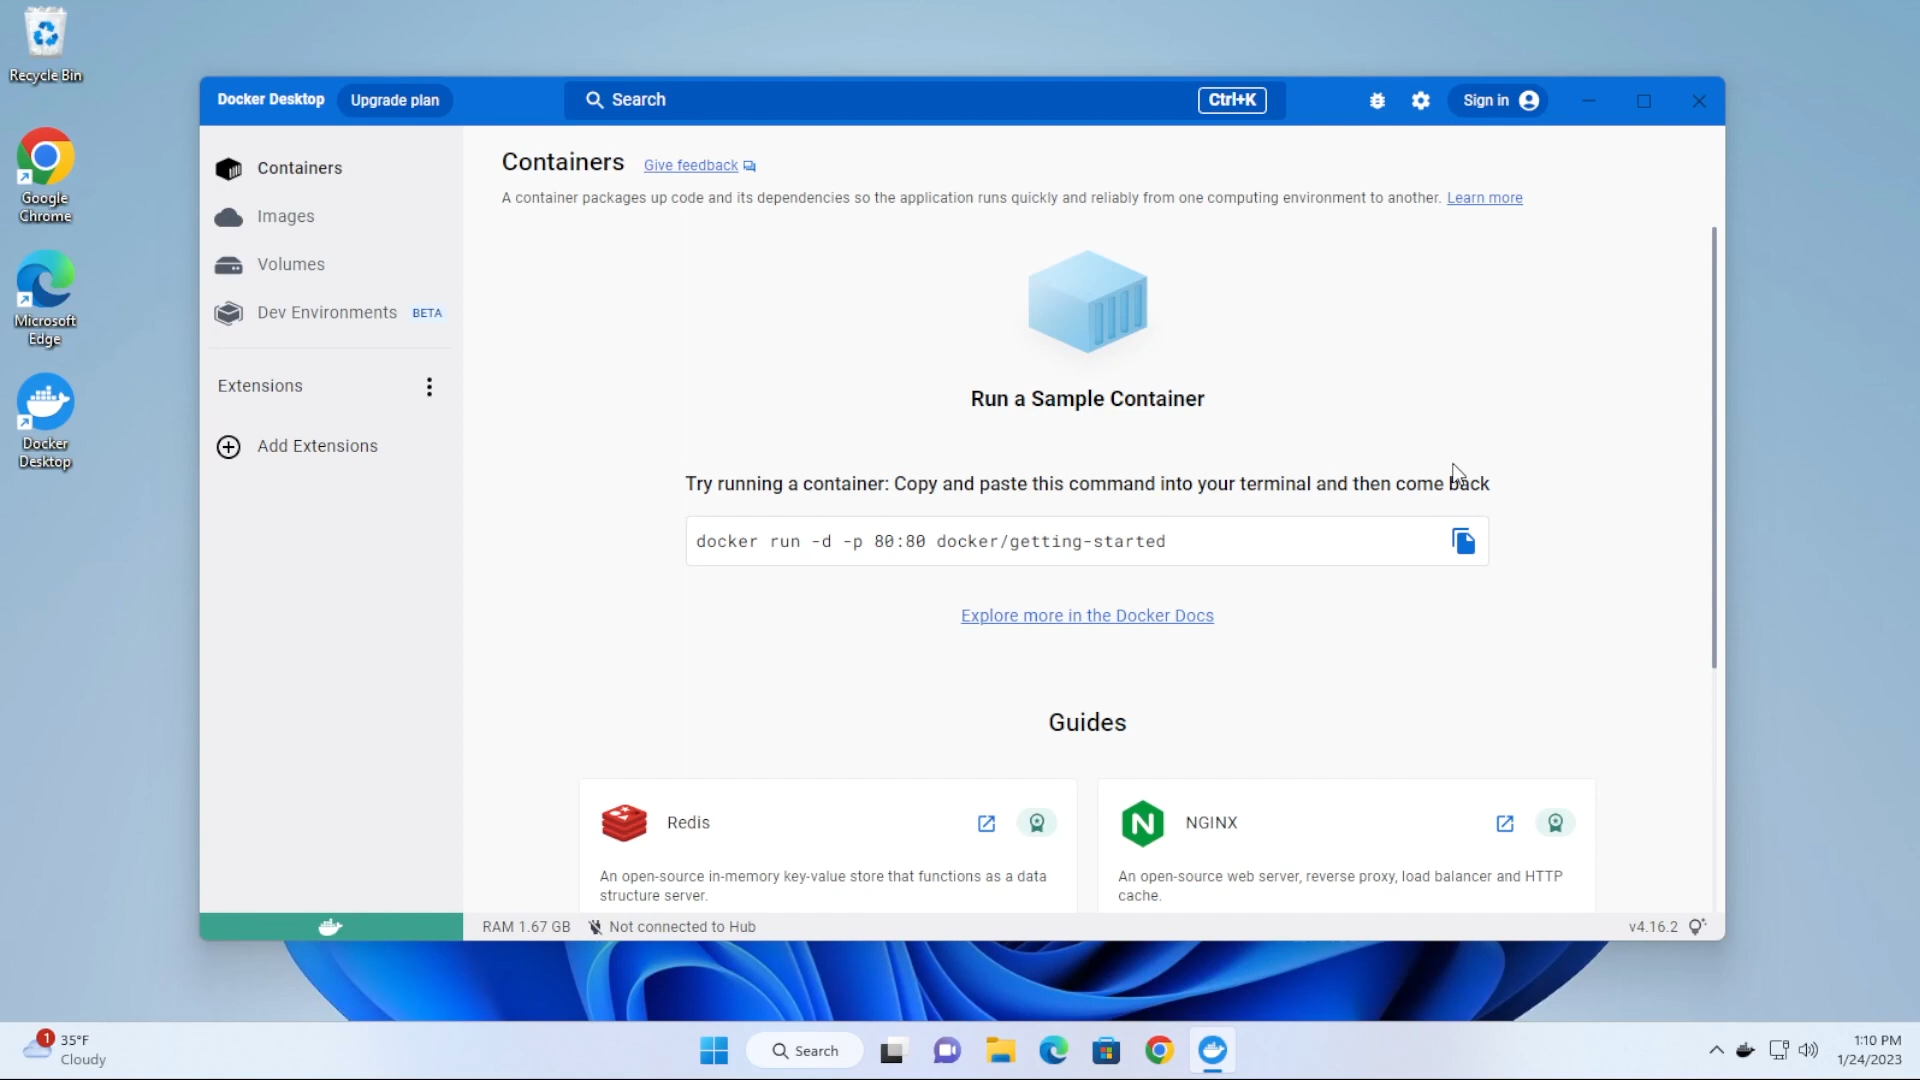 Recycle Bin
Google
Chrome
Microsoft
Edge
Docker
Desktop
Docker Desktop
Upgrade plan
Search
Ctrl+K
Sign in
Containers
Images
Volumes
Dev Environments BETA
Extensions
Add Extensions
Containers
Give feedback
A container packages up code and its dependencies so the application runs quickly and reliably from one computing environment to another. Learn more
Run a Sample Container
Try running a container: Copy and paste this command into your terminal and then come back
docker run -d -p 80:80 docker/getting-started
Explore more in the Docker Docs
Guides
Redis
An open-source in-memory key-value store that functions as a data
structure server.
NGINX
An open-source web server, reverse proxy, load balancer and HTTP
cache.
RAM 1.67 GB
Not connected to Hub
v4.16.2
1
35°F
Cloudy
Search
1:10 PM
1/24/2023